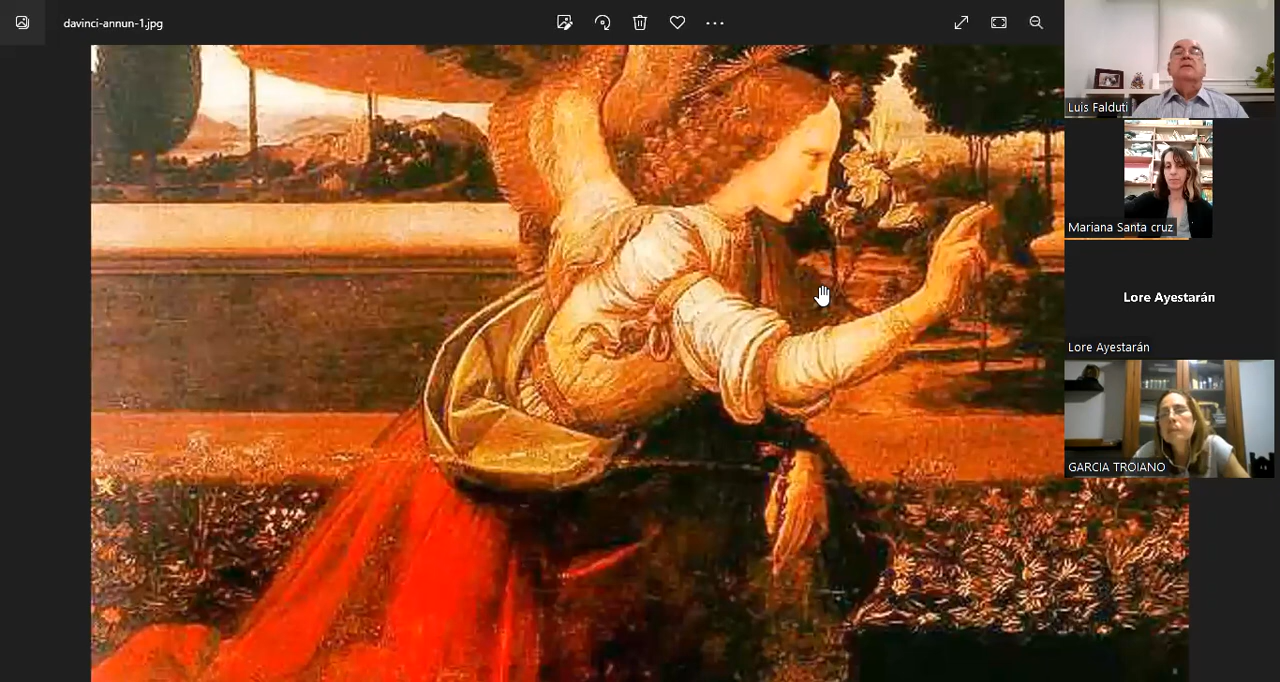 davinci-annun-1.jpg
Luis Falduti
Mariana Santa cruz
Lore Ayestarán
Lore Ayestarán
GARCIA TROIANO